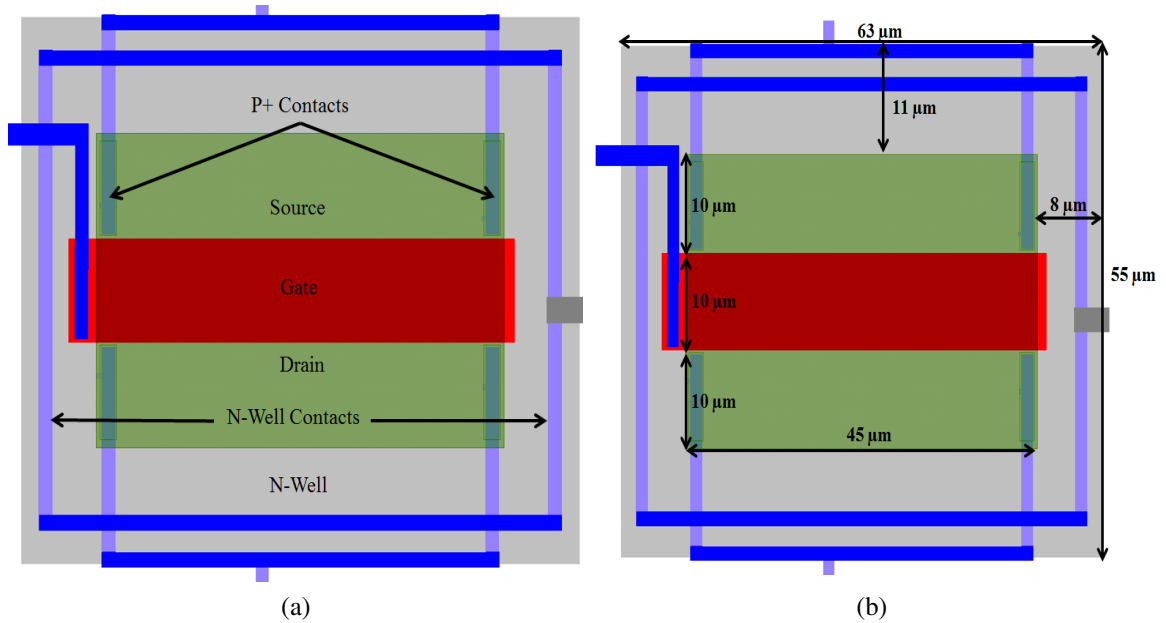 P+ Contacts
Source
Gate
Drain
N-Well Contacts
N-Well
(a)
63 µm
11 µm
10 µm
8 µm
10 µm
55 µm
10 µm
45 µm
(b)